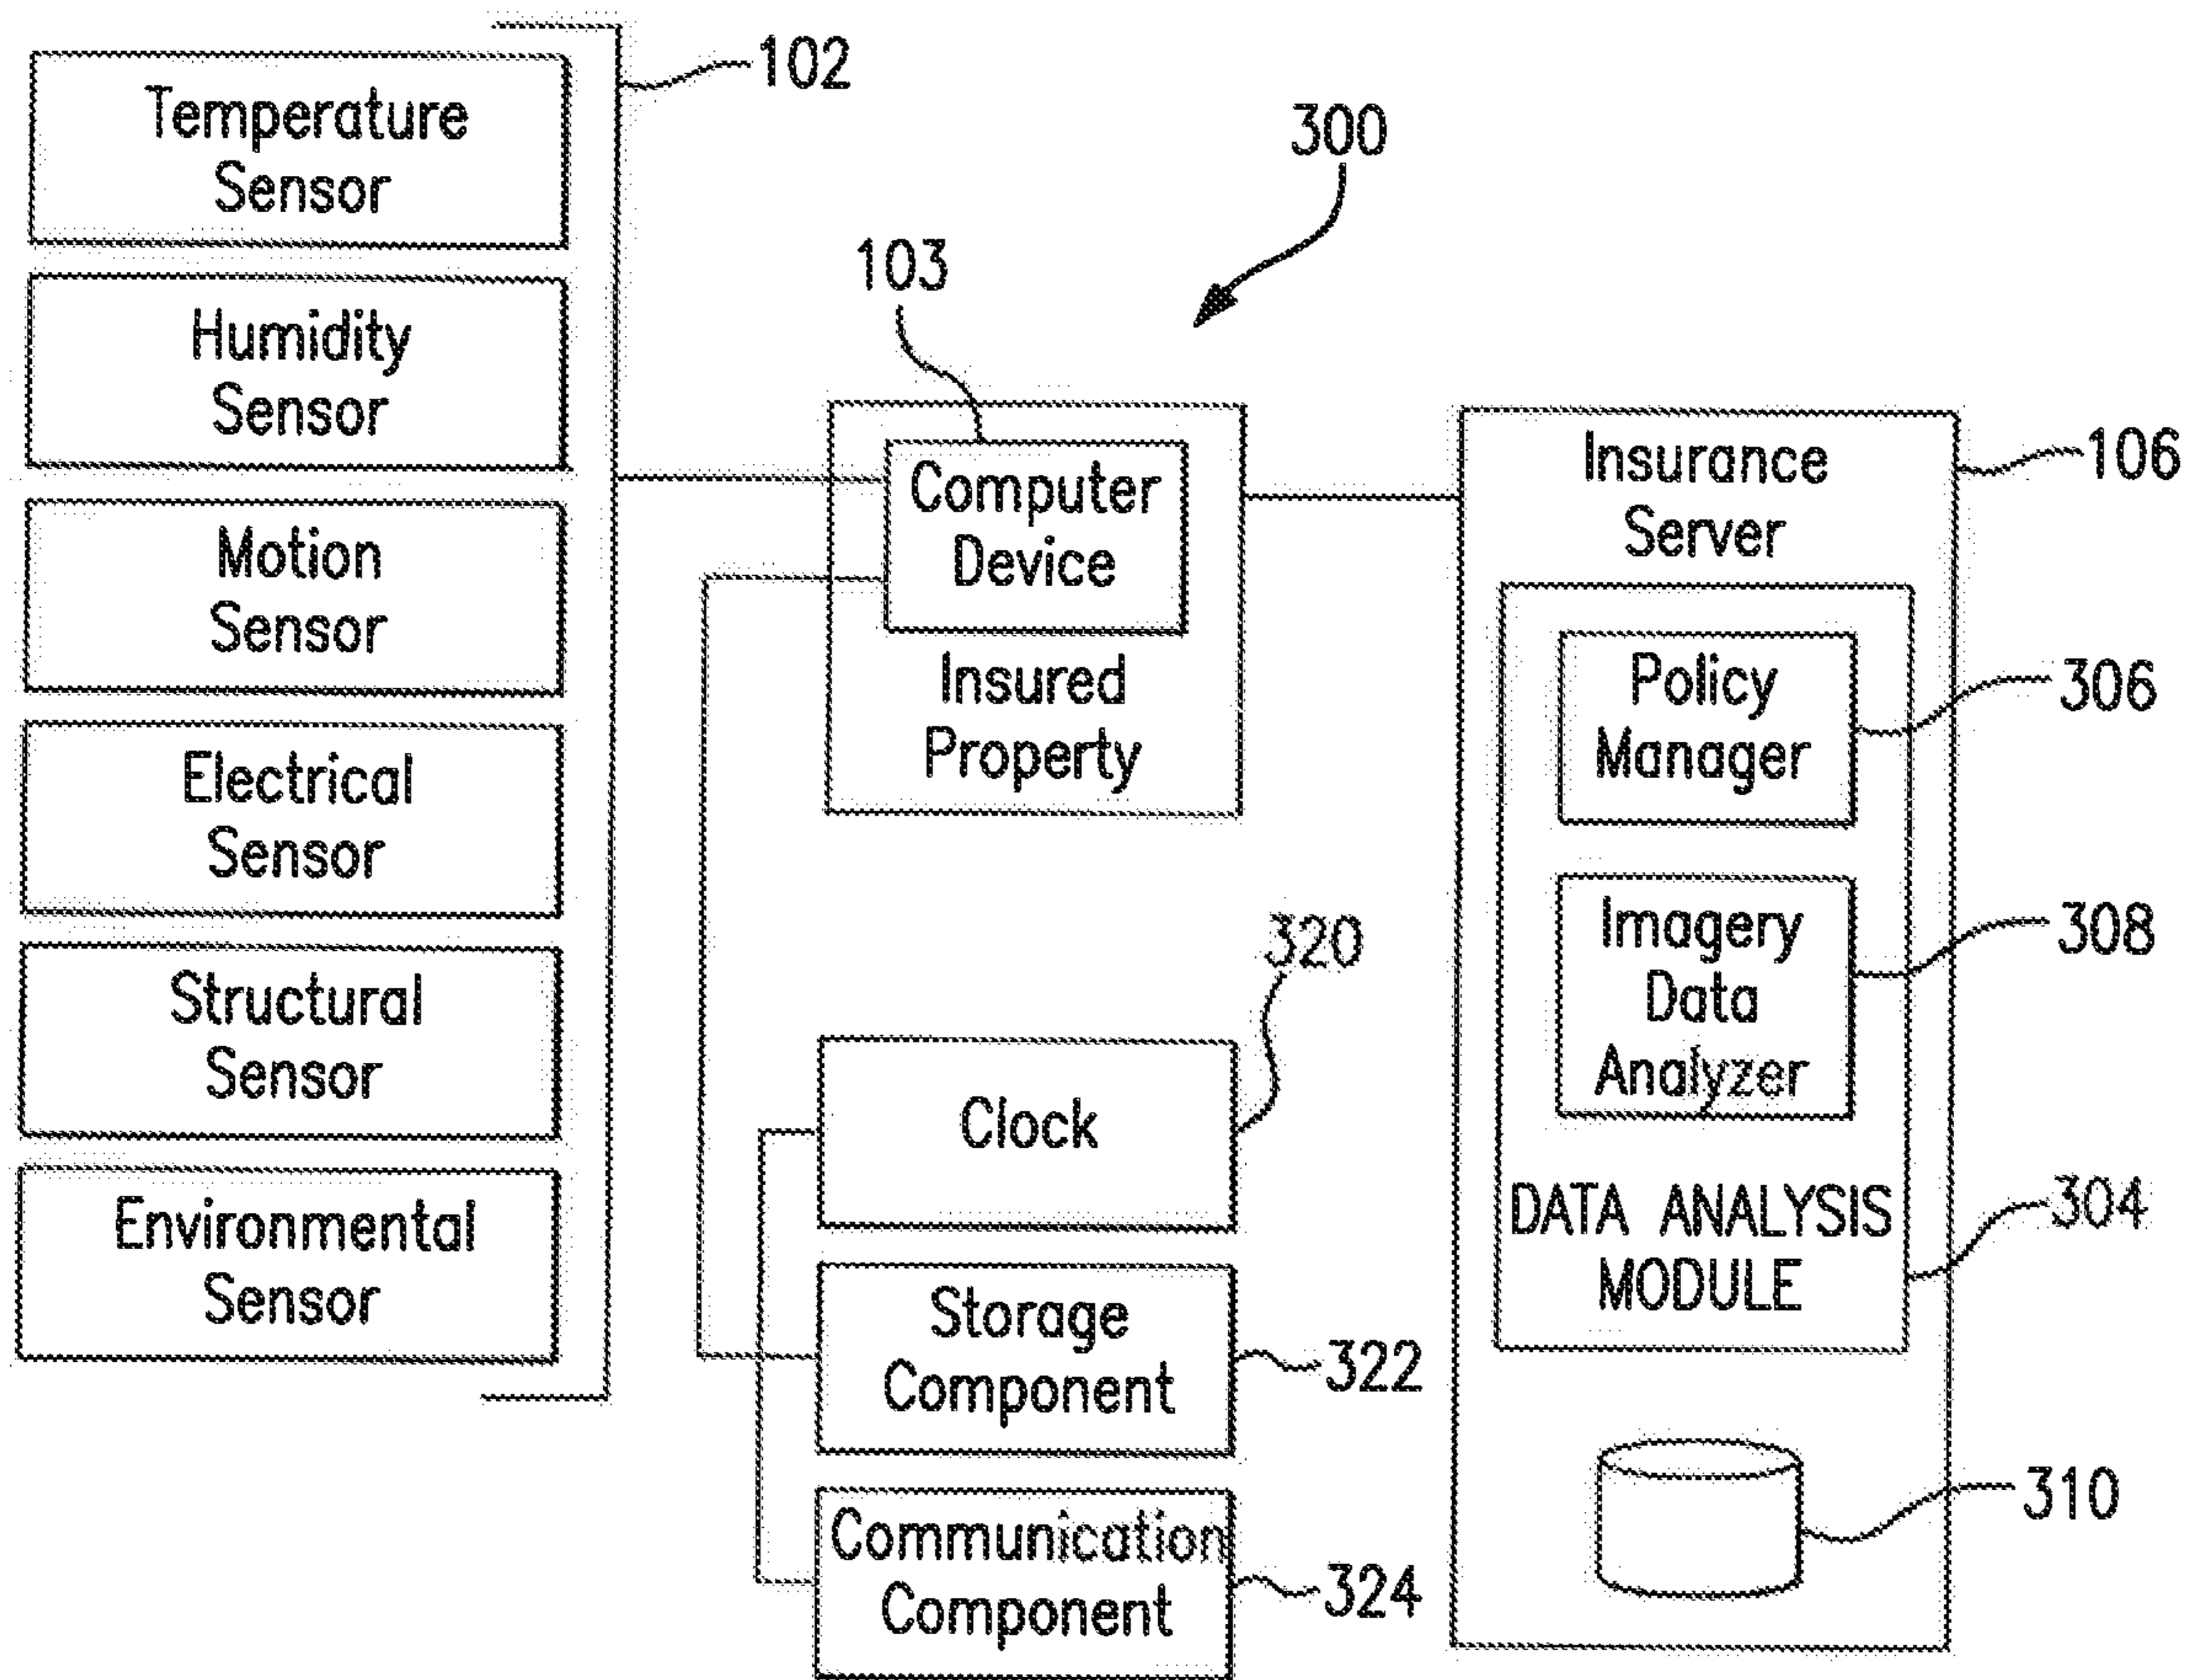 Temperature
Sensor
Humidity
Sensor
Motion
Sensor
Electrical
Sensor
Structural
Sensor
Environmental
Sensor
102
300
103
Computer
Device
Insured
Property
320
Clock
Storage
Component
322
Communication
Component
324
Insurance
Server
106
Policy
Manager
306
Imagery
Data
Analyzer
308
DATA ANALYSIS
MODULE
304
310